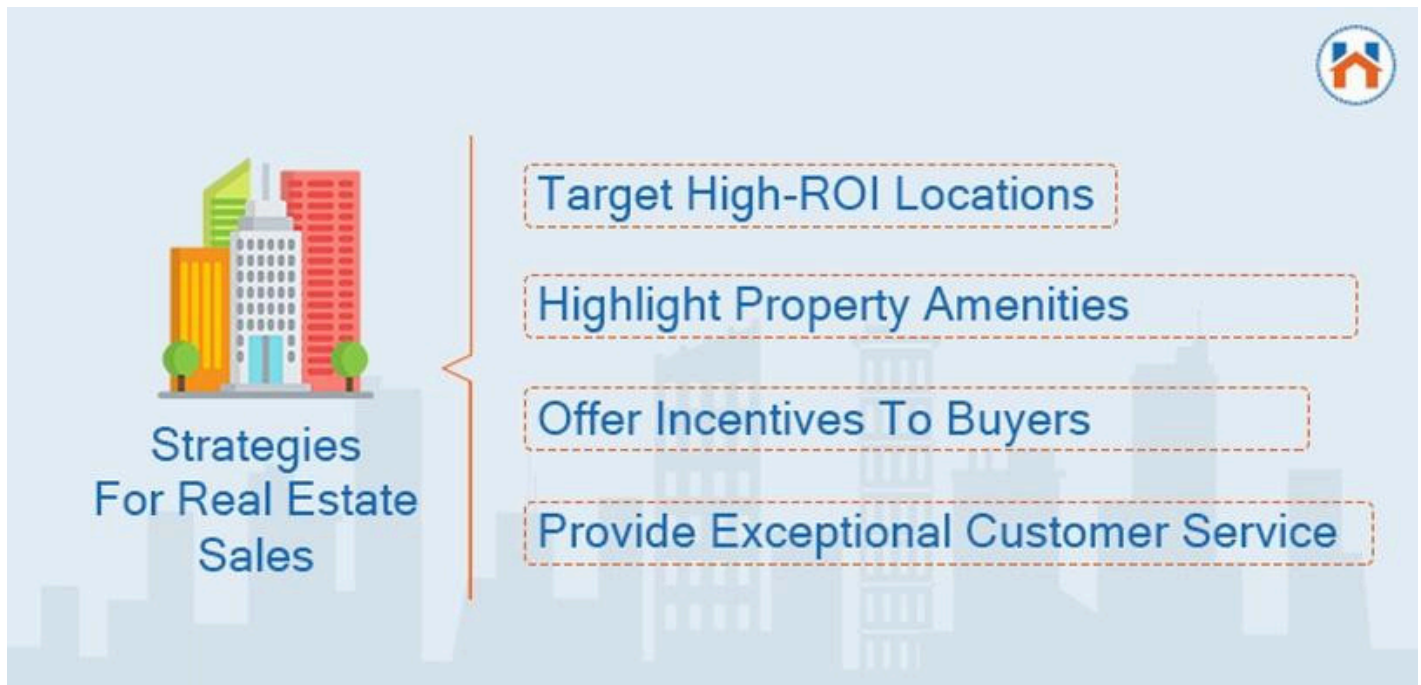 Strategies
For Real Estate
Sales
Target High-ROI Locations
Highlight Property Amenities
Offer Incentives To Buyers
Provide Exceptional Customer Service